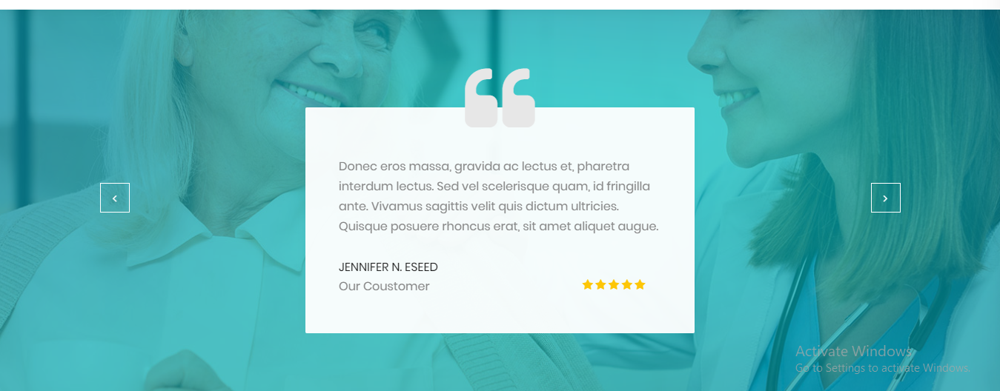 Donec eros massa, gravida ac lectus et, pharetra
interdum lectus. Sed vel scelerisque quam, id fringilla
ante. Vivamus sagittis velit quis dictum ultricies.
Quisque posuere rhoncus erat, sit amet aliquet augue.
JENNIFER N. ESEED
Our Coustomer
Activate Windows
Go to Settings to activate Windows.